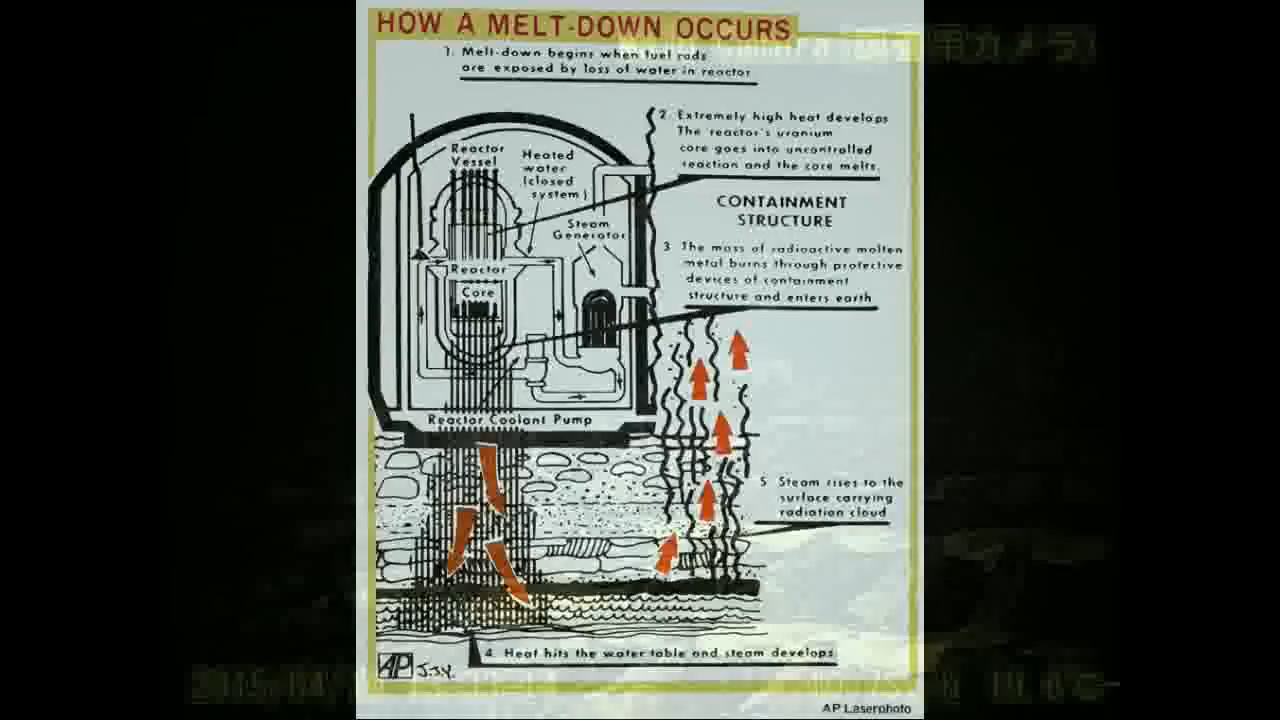 HOW A MELT-DOWN OCCURS
1. Melt-down begins when fuel rods
are exposed by loss of water in reactor
2. Extremely high heat develops
The reactor's uranium
core goes into uncontrolled
reaction and the core melts.
Reactor
Vessel
Heated
water
(closed
system)
Steam
Generator
CONTAINMENT
STRUCTURE
3 The mass of radioactive molten
metal burns through protective
devices of containment
structure and enters earth
Reactor
Core
Reactor Coolant Pump
5 Steam rises to the
surface carrying
radiation cloud
4. Heat hits the water table and steam develops
AP J.J.Y.
AP Laserphoto